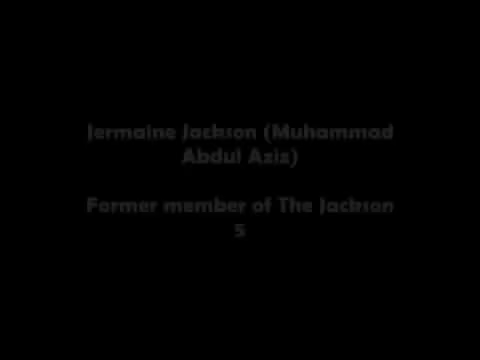 Jermaine Jackson (Muhammad
Abdul Aziz)
Former member of The Jackson
5